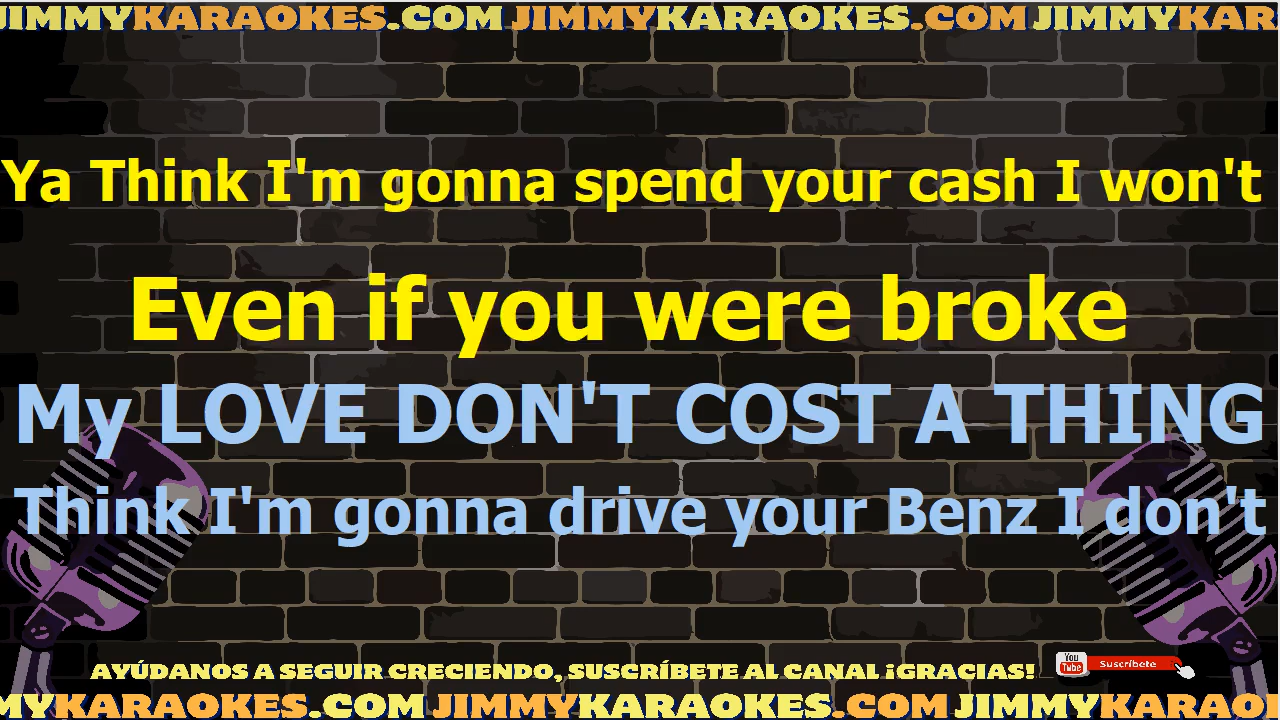 JIMMYKARAOKES.COM JIMMYKARAOKES.COM JIMMYKAR
Ya Think I'm gonna spend your cash I won't
Even if you were broke
My LOVE DON'T COST A THING
Think I'm gonna drive your Benz I don't
AYÚDANOS A SEGUIR CRECIENDO, SUSCRÍBETE AL CANAL ¡GRACIAS!
You Tube Suscríbete
MYKARAOKES.COM JIMMYKARAOKES.COM JIMMYKARAO